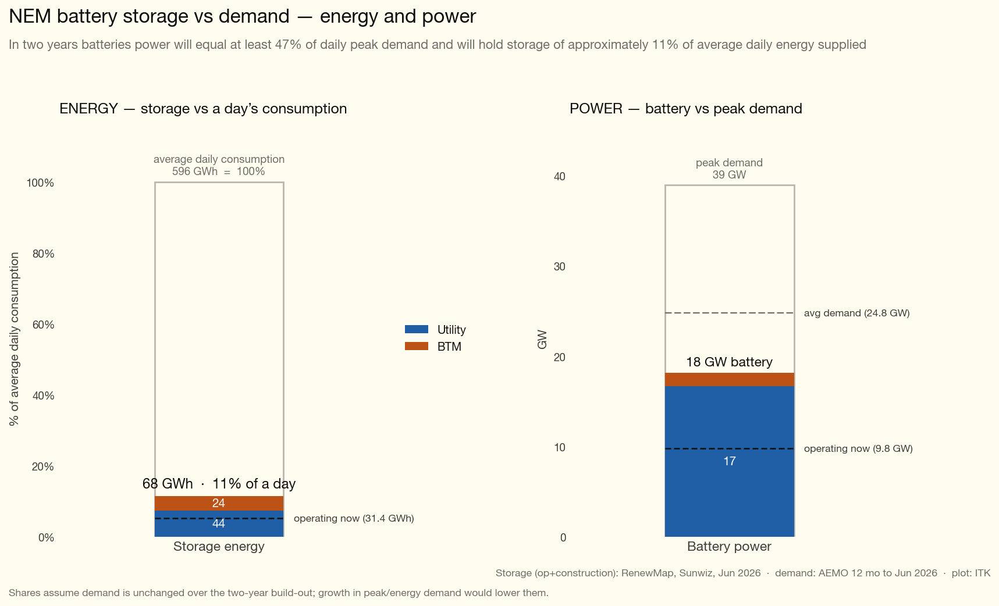 NEM battery storage vs demand — energy and power
In two years batteries power will equal at least 47% of daily peak demand and will hold storage of approximately 11% of average daily energy supplied
ENERGY — storage vs a day’s consumption
average daily consumption
596 GWh = 100%
100%
80%
60%
40%
20%
0%
% of average daily consumption
68 GWh · 11% of a day
24
44
operating now (31.4 GWh)
Storage energy
Utility
BTM
POWER — battery vs peak demand
peak demand
39 GW
40
30
20
10
0
GW
avg demand (24.8 GW)
18 GW battery
operating now (9.8 GW)
17
Battery power
Storage (op+construction): RenewMap, Sunwiz, Jun 2026 · demand: AEMO 12 mo to Jun 2026 · plot: ITK
Shares assume demand is unchanged over the two-year build-out; growth in peak/energy demand would lower them.